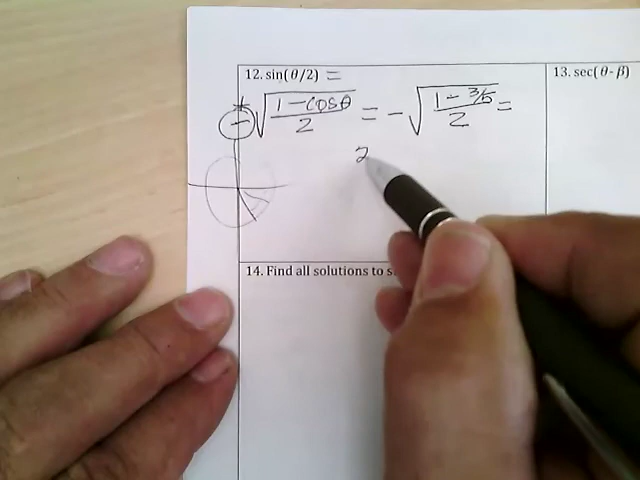 12. sin(θ/2) =
13. sec(θ-β)
± √((1-cosθ)/2) = -√((1-3/5)/2) =
2
14. Find all solutions to s